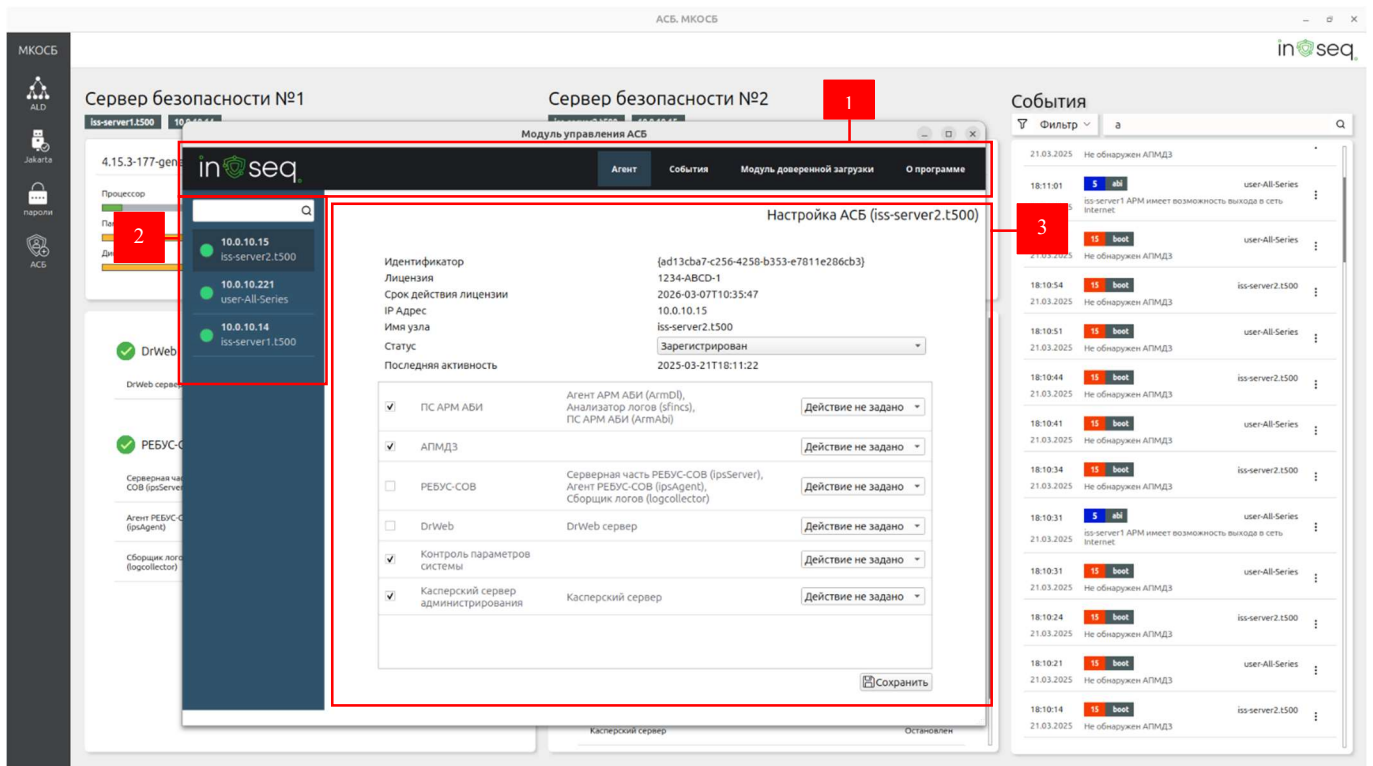 АСБ. МКОСБ
МКОСБ
in seq
ALD
Jakarta
пароли
АСБ
Сервер безопасности №1
iss-server1.t500
Сервер безопасности №2
4.15.3-177-gene
Процессор
DrWeb
DrWeb сервер
РЕБУС-С
Серверная час
СОВ (ipsServer
Агент РЕБУС-С
(ipsAgent)
Сборщик лого
(logcollector)
1
2
3
Модуль управления АСБ
in seq
Агент События Модуль доверенной загрузки О программе
10.0.10.15
iss-server2.t500
10.0.10.221
user-All-Series
10.0.10.14
iss-server1.t500
Настройка АСБ (iss-server2.t500)
Идентификатор {ad13cba7-c256-4258-b353-e7811e286cb3}
Лицензия 1234-ABCD-1
Срок действия лицензии 2026-03-07T10:35:47
IP Адрес 10.0.10.15
Имя узла iss-server2.t500
Статус Зарегистрирован
Последняя активность 2025-03-21T18:11:22
Агент АРМ АБИ (ArmDl),
ПС АРМ АБИ Анализатор логов (sfincs), Действие не задано
ПС АРМ АБИ (ArmAbi)
АПМДЗ Действие не задано
Серверная часть РЕБУС-СОВ (ipsServer),
РЕБУС-СОВ Агент РЕБУС-СОВ (ipsAgent), Действие не задано
Сборщик логов (logcollector)
DrWeb DrWeb сервер Действие не задано
Контроль параметров
системы Действие не задано
Касперский сервер
администрирования Касперский сервер Действие не задано
Сохранить
Касперский сервер Остановлен
События
Фильтр а
21.03.2025 Не обнаружен АПМДЗ
18:11:01 5 abi user-All-Series
iss-server1 АРМ имеет возможность выхода в сеть
Internet
15 boot user-All-Series
21.03.2025 Не обнаружен АПМДЗ
18:10:54 15 boot iss-server2.t500
21.03.2025 Не обнаружен АПМДЗ
18:10:51 15 boot user-All-Series
21.03.2025 Не обнаружен АПМДЗ
18:10:44 15 boot iss-server2.t500
21.03.2025 Не обнаружен АПМДЗ
18:10:41 15 boot user-All-Series
21.03.2025 Не обнаружен АПМДЗ
18:10:34 15 boot iss-server2.t500
21.03.2025 Не обнаружен АПМДЗ
18:10:31 5 abi user-All-Series
iss-server1 АРМ имеет возможность выхода в сеть
21.03.2025 Internet
18:10:31 15 boot user-All-Series
21.03.2025 Не обнаружен АПМДЗ
18:10:24 15 boot iss-server2.t500
21.03.2025 Не обнаружен АПМДЗ
18:10:21 15 boot user-All-Series
21.03.2025 Не обнаружен АПМДЗ
18:10:14 15 boot iss-server2.t500
21.03.2025 Не обнаружен АПМДЗ